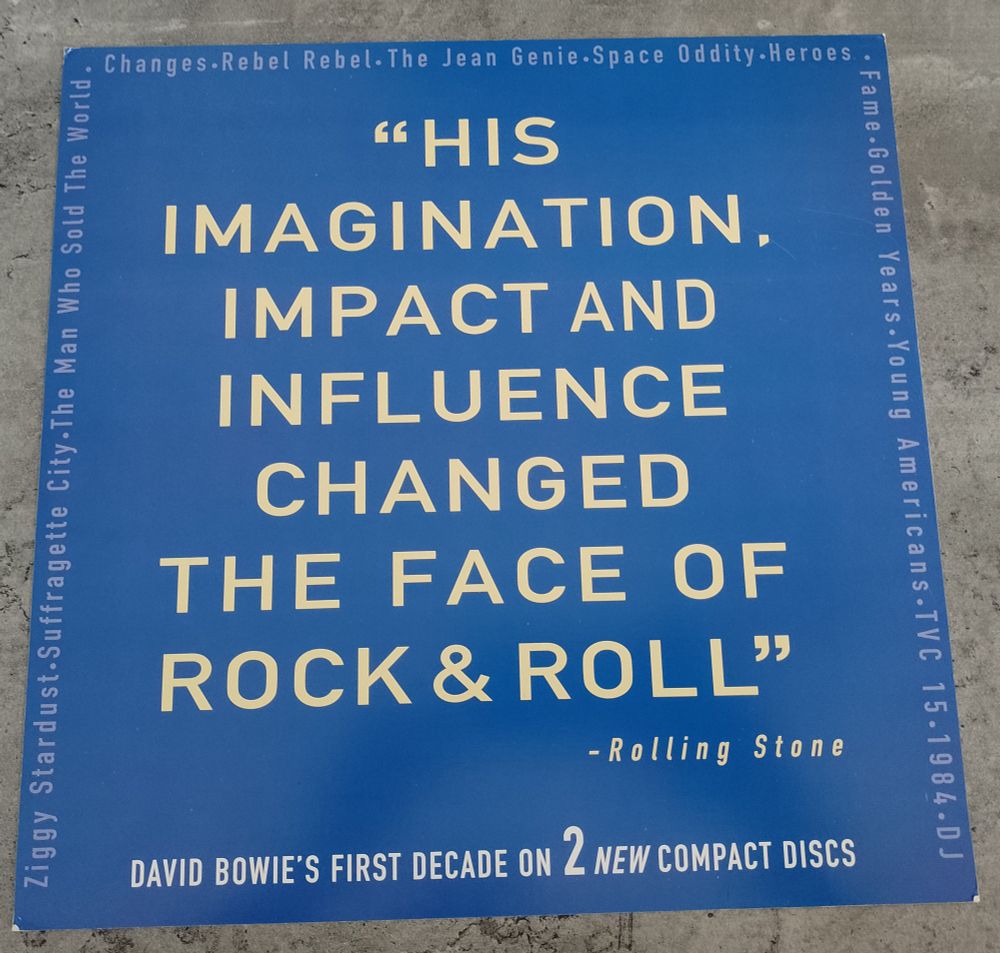 Changes•Rebel Rebel•The Jean Genie•Space Oddity•Heroes •
Fame•Golden Years•Young Americans•TVC 15•1984•DJ
Ziggy Stardust•Suffragette City•The Man Who Sold The World •
“HIS
IMAGINATION,
IMPACT AND
INFLUENCE
CHANGED
THE FACE OF
ROCK & ROLL”
-Rolling Stone
DAVID BOWIE'S FIRST DECADE ON 2 NEW COMPACT DISCS